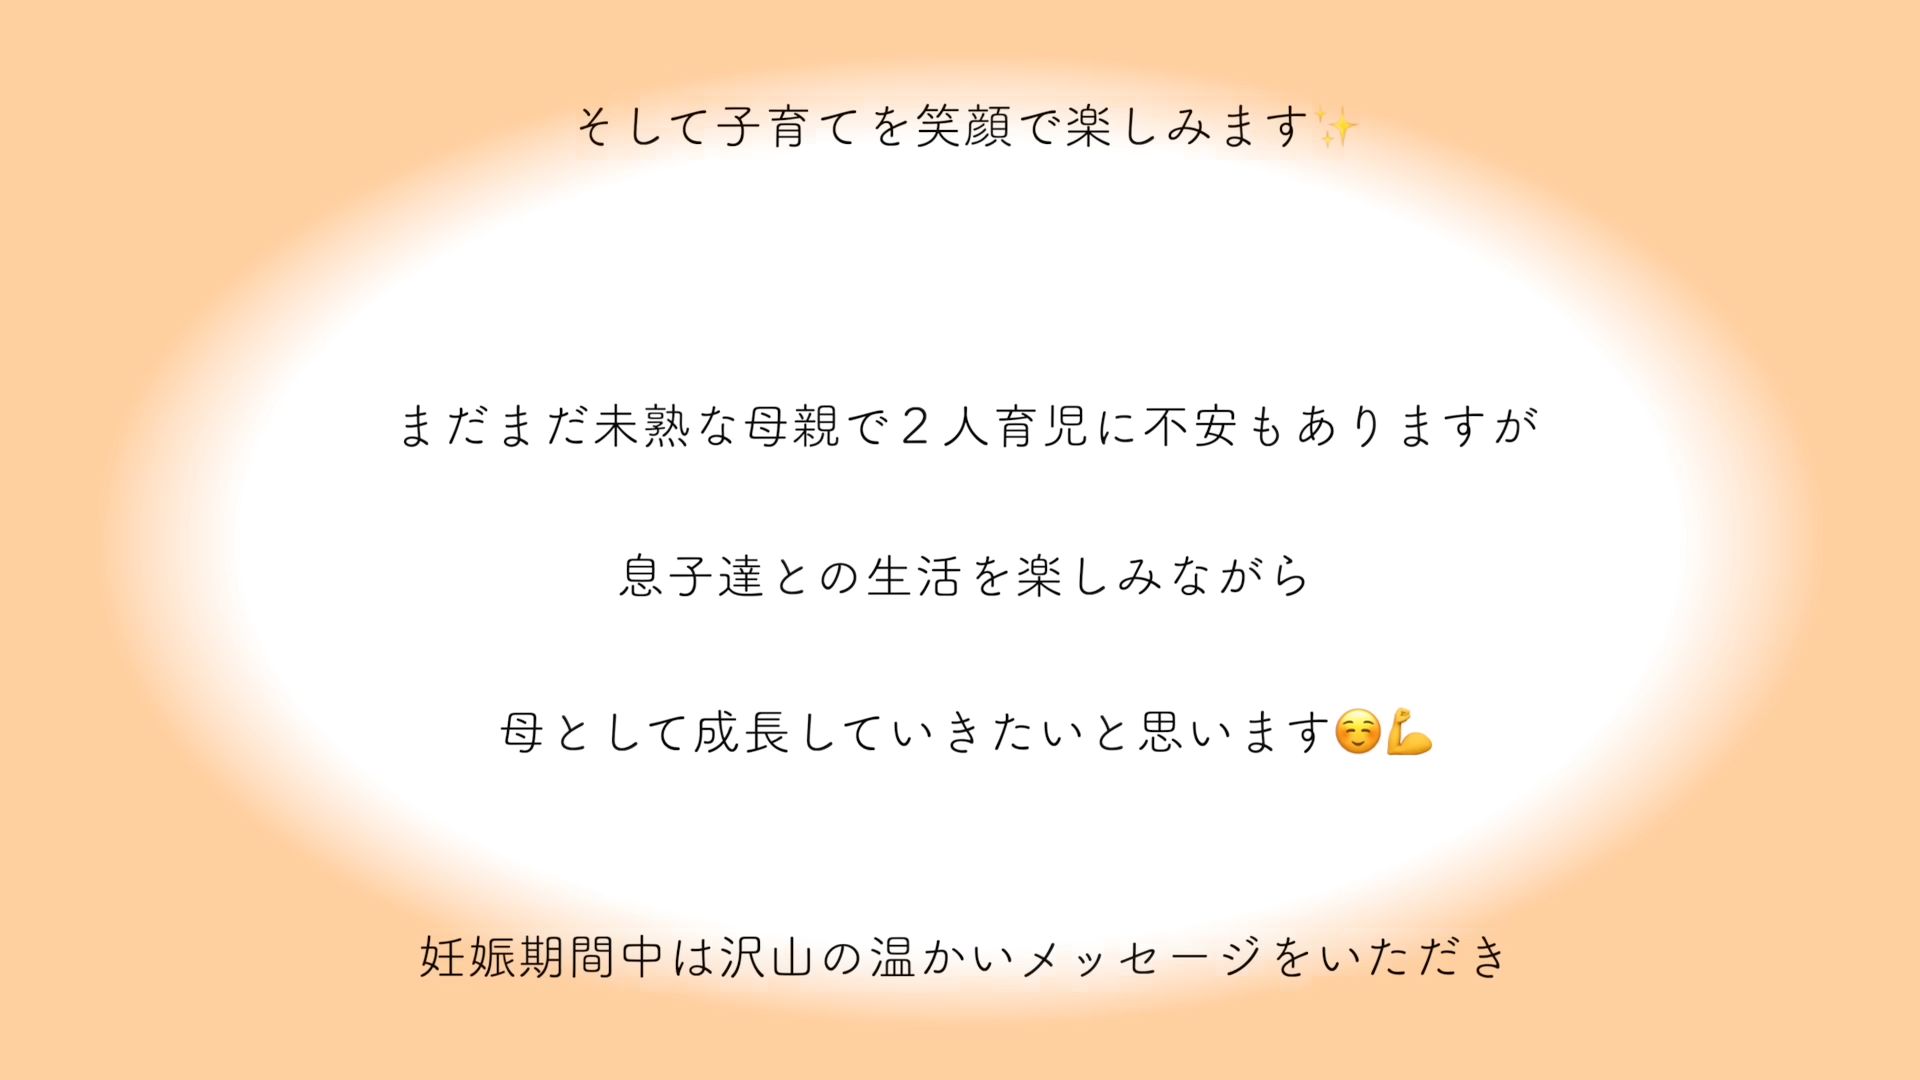 そして子育てを笑顔で楽しみます✨
まだまだ未熟な母親で２人育児に不安もありますが
息子達との生活を楽しみながら
母として成長していきたいと思います☺️💪
妊娠期間中は沢山の温かいメッセージをいただき